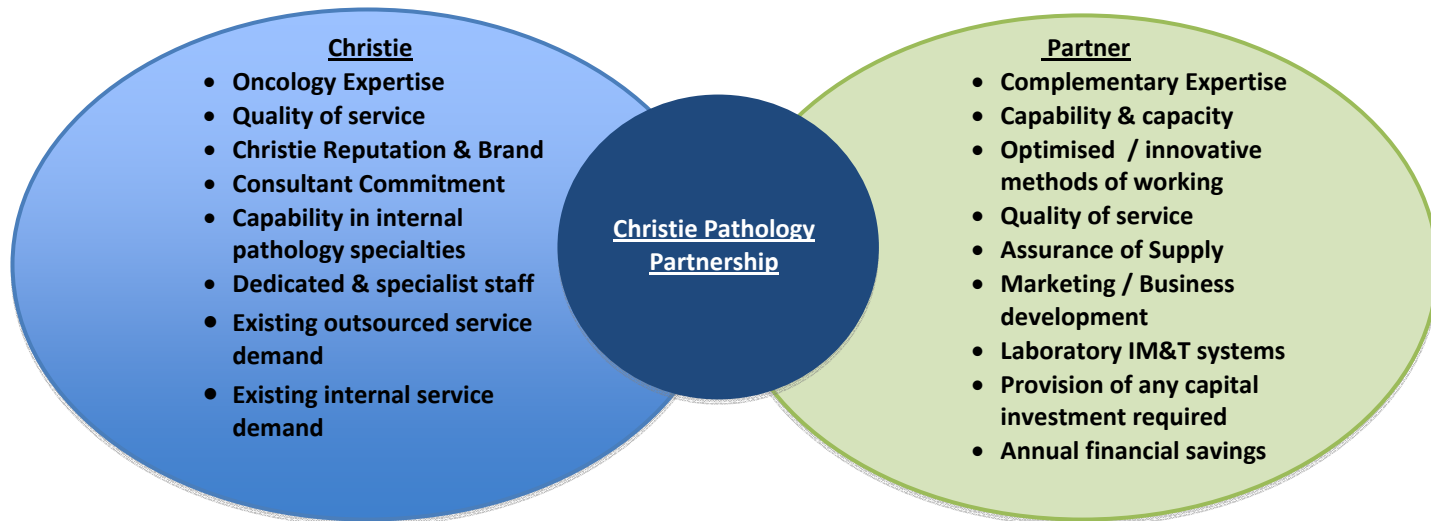 Christie
• Oncology Expertise
• Quality of service
• Christie Reputation & Brand
• Consultant Commitment
• Capability in internal
pathology specialties
• Dedicated & specialist staff
• Existing outsourced service
demand
• Existing internal service
demand
Christie Pathology
Partnership
Partner
• Complementary Expertise
• Capability & capacity
• Optimised / innovative
methods of working
• Quality of service
• Assurance of Supply
• Marketing / Business
development
• Laboratory IM&T systems
• Provision of any capital
investment required
• Annual financial savings